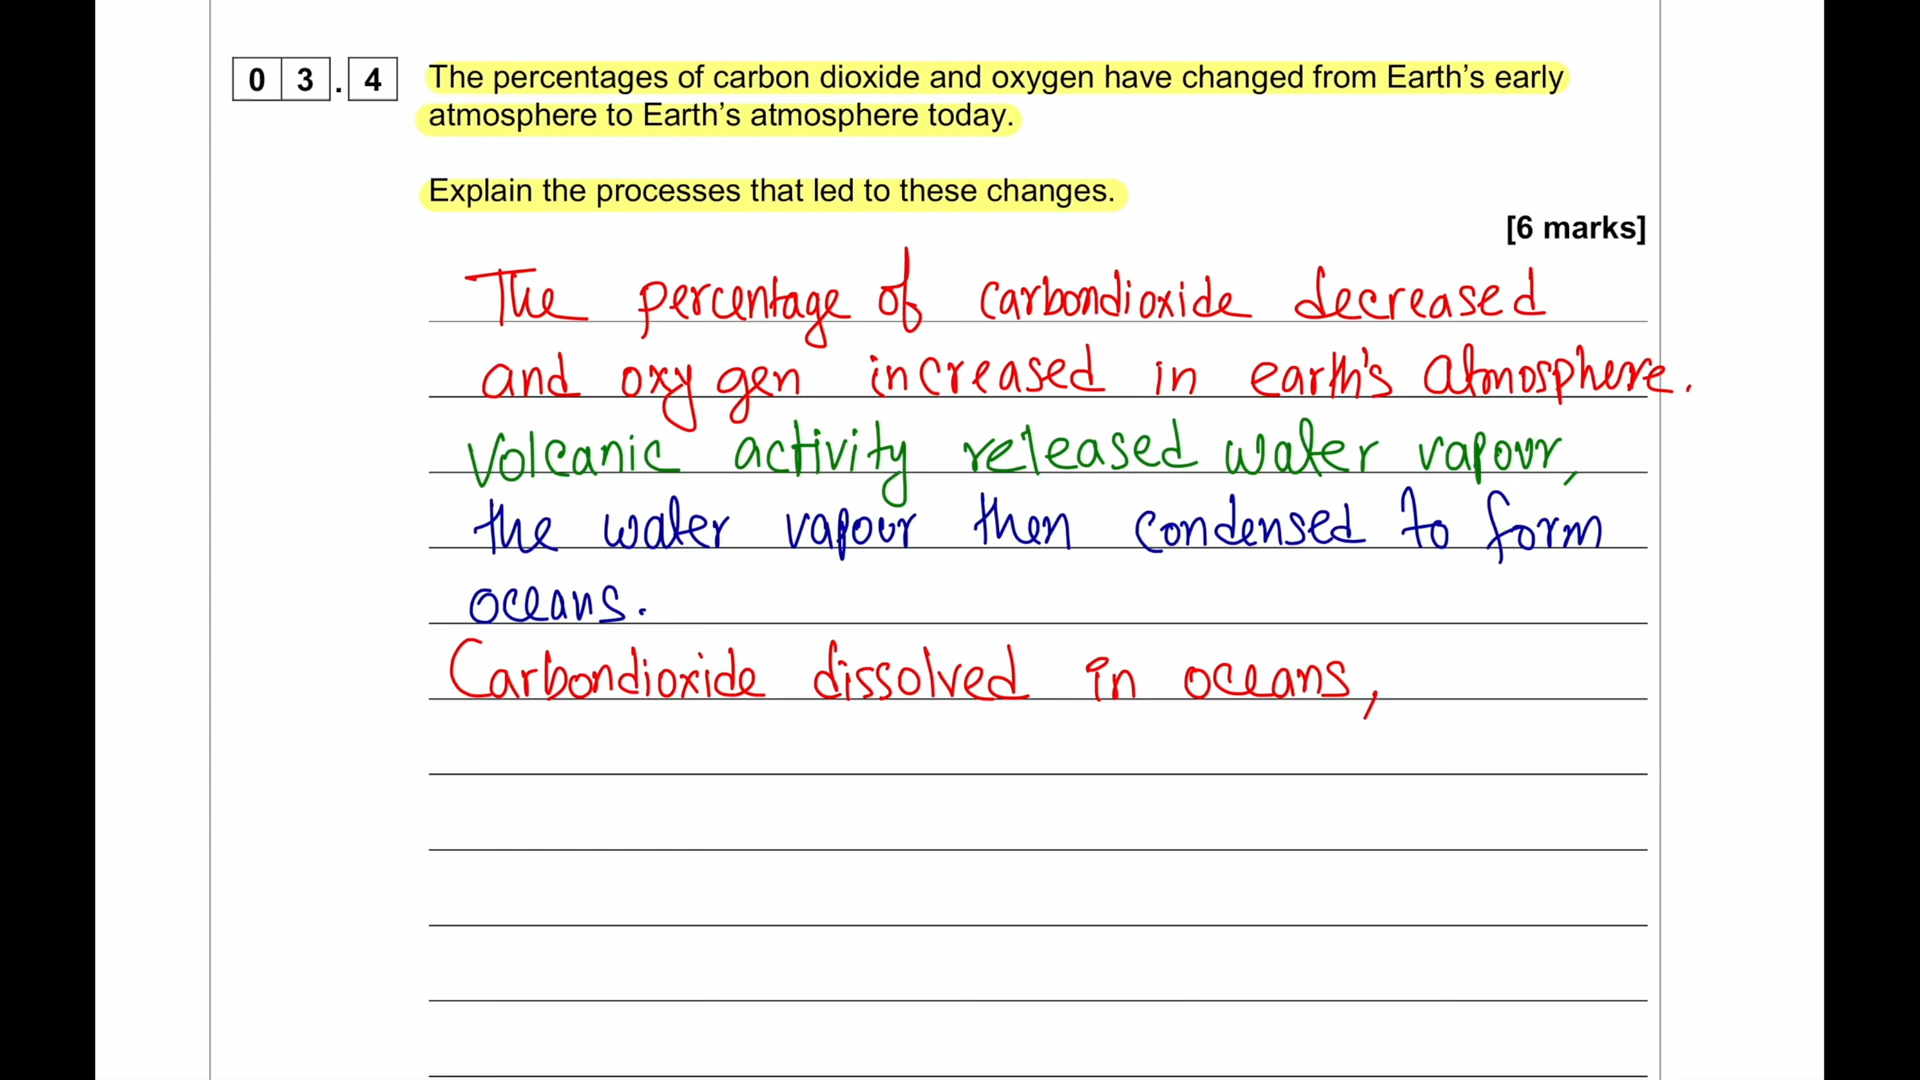 03.4 The percentages of carbon dioxide and oxygen have changed from Earth's early
atmosphere to Earth's atmosphere today.
Explain the processes that led to these changes.
[6 marks]
The percentage of carbondioxide decreased
and oxygen increased in earth's atmosphere.
Volcanic activity released water vapour,
the water vapour then condensed to form
oceans.
Carbondioxide dissolved in oceans,